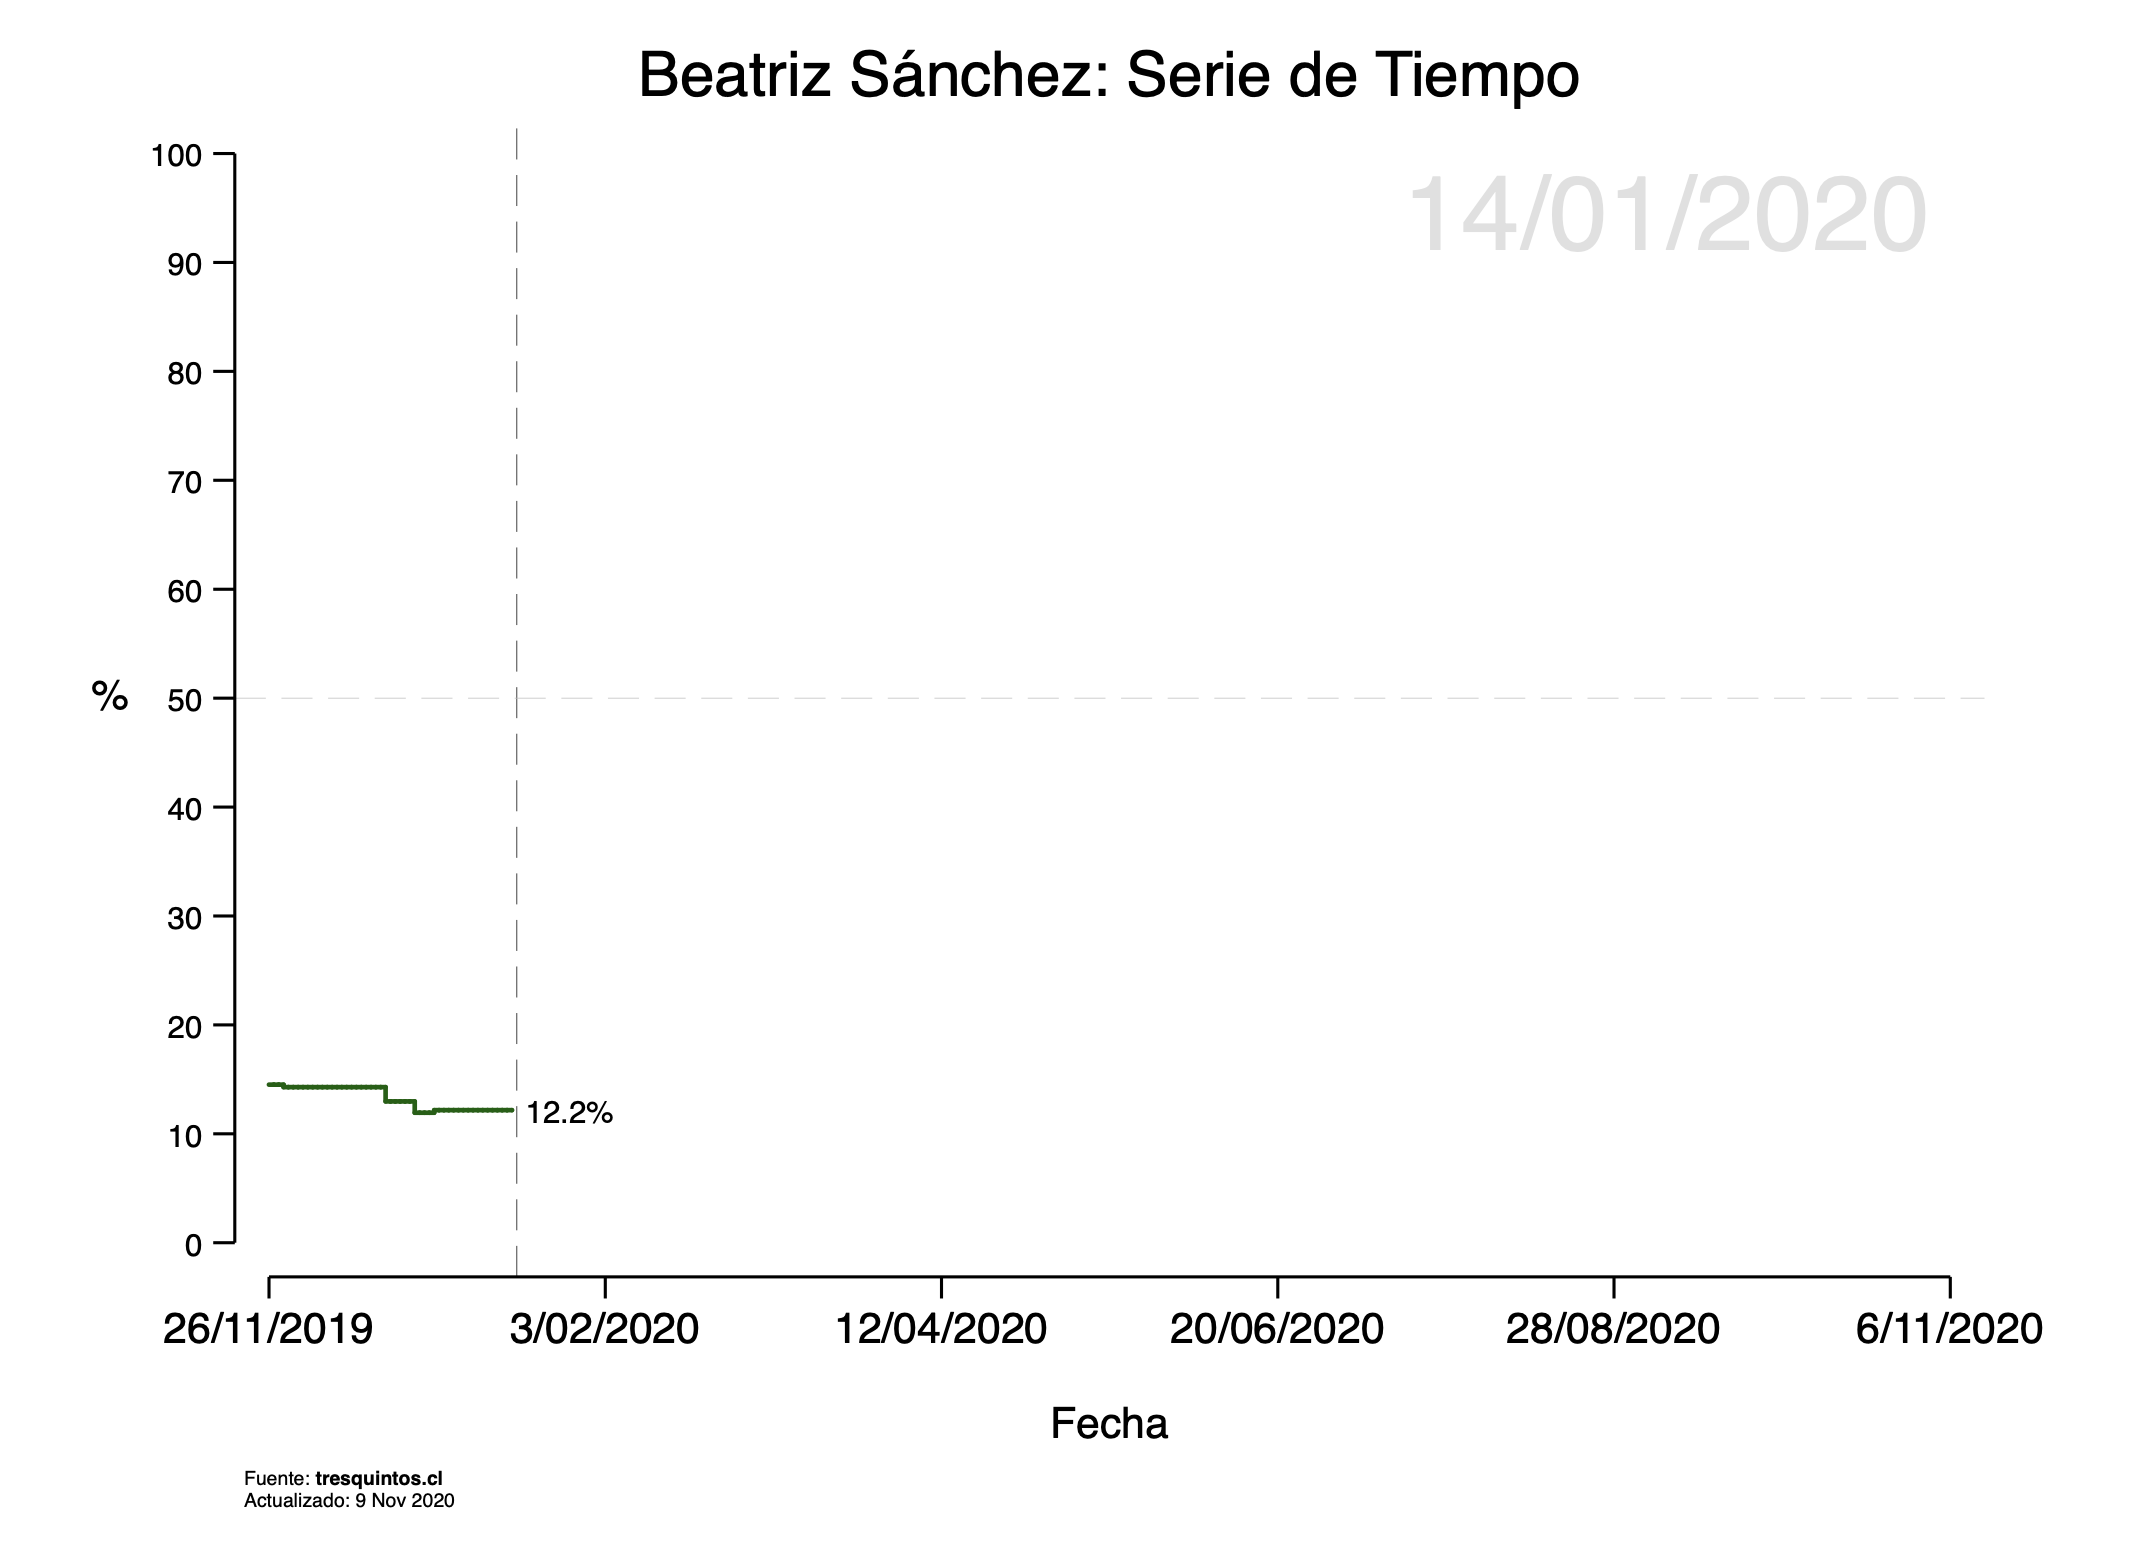 Beatriz Sánchez: Serie de Tiempo
14/01/2020
100
90
80
70
60
%
50
40
30
20
12.2%
10
0
26/11/2019 3/02/2020 12/04/2020 20/06/2020 28/08/2020 6/11/2020
Fecha
Fuente: tresquintos.cl
Actualizado: 9 Nov 2020